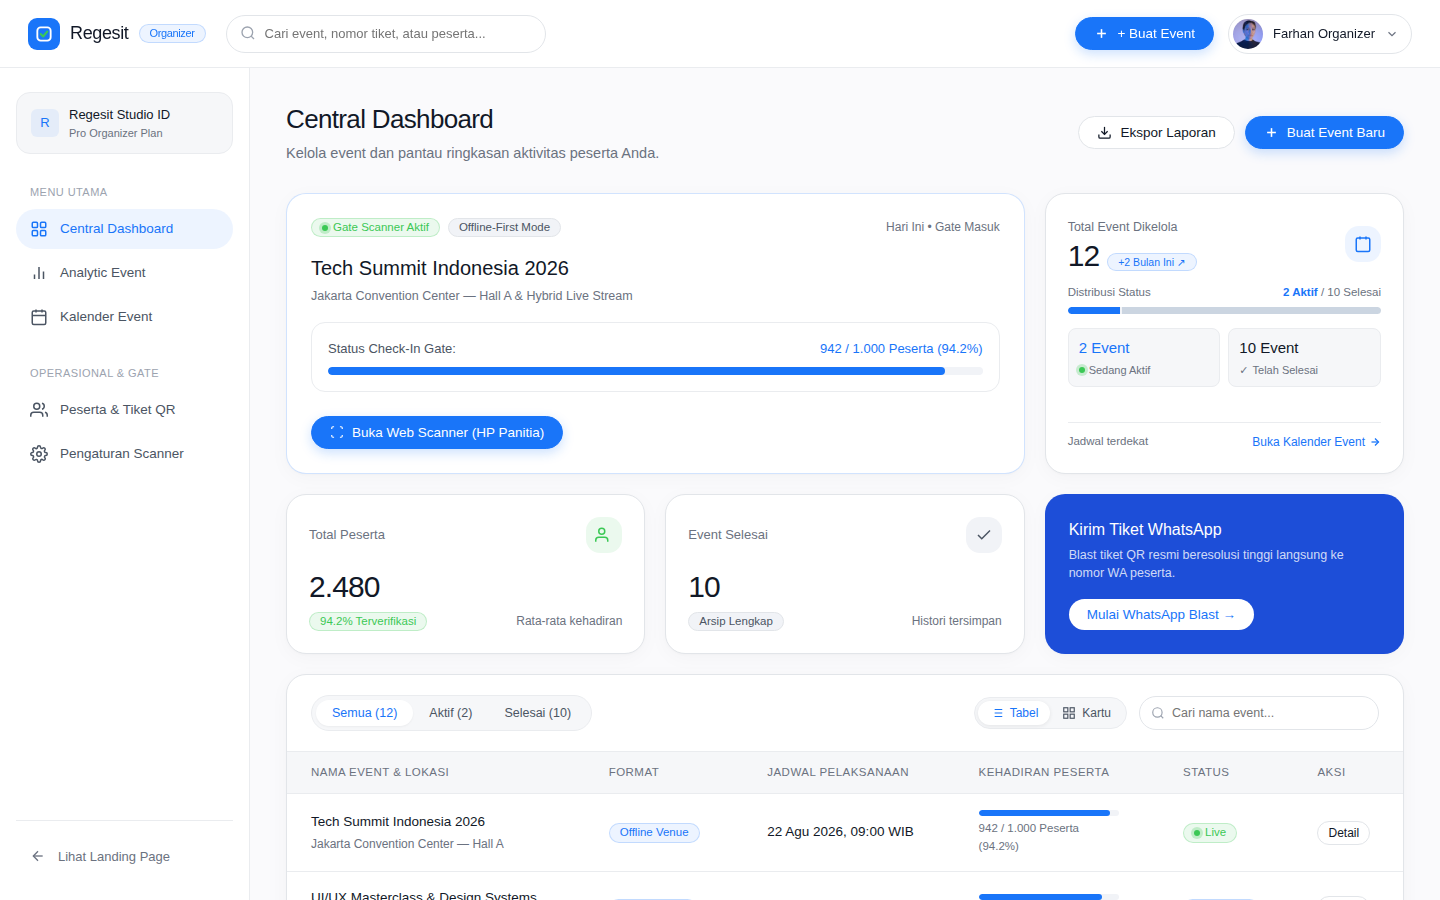 Regesit
Organizer
Cari event, nomor tiket, atau peserta...
+ Buat Event
Farhan Organizer
R
Regesit Studio ID
Pro Organizer Plan
MENU UTAMA
Central Dashboard
Analytic Event
Kalender Event
OPERASIONAL & GATE
Peserta & Tiket QR
Pengaturan Scanner
Lihat Landing Page
Central Dashboard
Kelola event dan pantau ringkasan aktivitas peserta Anda.
Ekspor Laporan
Buat Event Baru
Gate Scanner Aktif
Offline-First Mode
Hari Ini • Gate Masuk
Tech Summit Indonesia 2026
Jakarta Convention Center — Hall A & Hybrid Live Stream
Status Check-In Gate:
942 / 1.000 Peserta (94.2%)
Buka Web Scanner (HP Panitia)
Total Event Dikelola
12
+2 Bulan Ini ↗
Distribusi Status
2 Aktif / 10 Selesai
2 Event
Sedang Aktif
10 Event
✓ Telah Selesai
Jadwal terdekat
Buka Kalender Event →
Total Peserta
2.480
94.2% Terverifikasi
Rata-rata kehadiran
Event Selesai
10
Arsip Lengkap
Histori tersimpan
Kirim Tiket WhatsApp
Blast tiket QR resmi beresolusi tinggi langsung ke
nomor WA peserta.
Mulai WhatsApp Blast →
Semua (12)
Aktif (2)
Selesai (10)
Tabel
Kartu
Cari nama event...
NAMA EVENT & LOKASI
FORMAT
JADWAL PELAKSANAAN
KEHADIRAN PESERTA
STATUS
AKSI
Tech Summit Indonesia 2026
Jakarta Convention Center — Hall A
Offline Venue
22 Agu 2026, 09:00 WIB
942 / 1.000 Peserta
(94.2%)
Live
Detail
UI/UX Masterclass & Design Systems